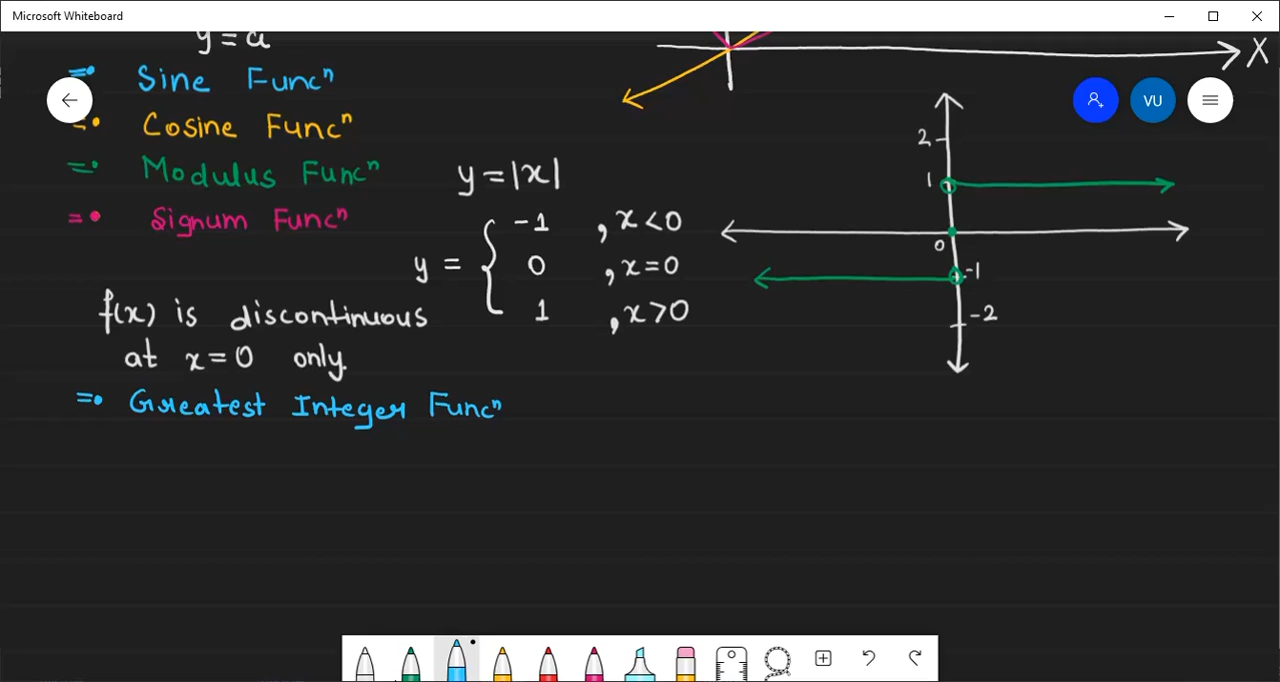 Microsoft Whiteboard
y = a
X
=• Sine Funcⁿ
VU
=• Cosine Funcⁿ
=• Modulus Funcⁿ y = |x|
=• Signum Funcⁿ
y = { -1 , x<0
0 , x=0
1 , x>0
2
1
0
-1
-2
f(x) is discontinuous
at x=0 only.
=• Greatest Integer Funcⁿ